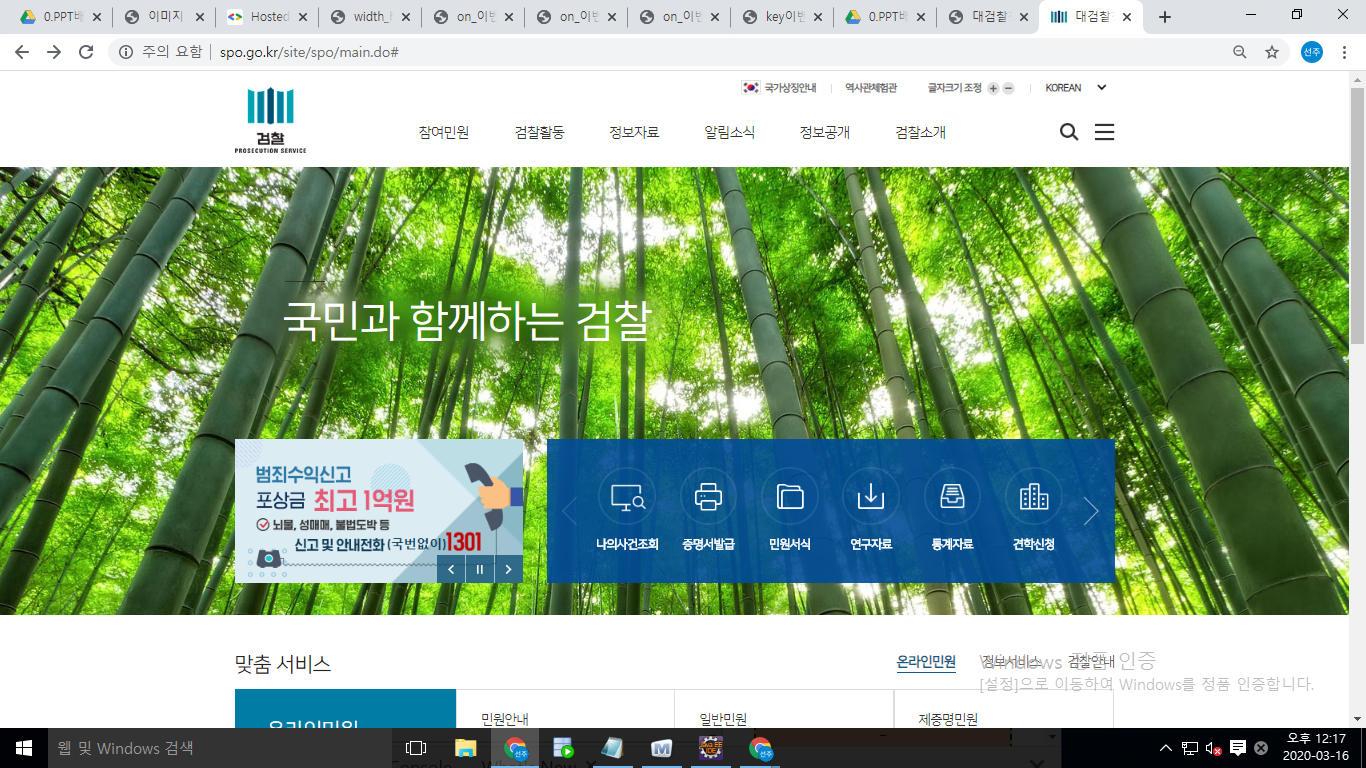 0.PPT배
이미지
Hosted
width_h
on_이벤
on_이벤
on_이벤
key이벤
0.PPT배
대검찰
대검찰
주의 요함
spo.go.kr/site/spo/main.do#
선주
국가상징안내
역사관체험관
글자크기 조정
KOREAN
검찰
PROSECUTION SERVICE
참여민원 검찰활동 정보자료 알림소식 정보공개 검찰소개
국민과 함께하는 검찰
범죄수익신고
포상금 최고 1억원
뇌물, 성매매, 불법도박 등
신고 및 안내전화 (국번없이)1301
나의사건조회 증명서발급 민원서식 연구자료 통계자료 견학신청
맞춤 서비스
온라인민원 정보서비스 검찰안내
Windows 정품 인증
[설정]으로 이동하여 Windows를 정품 인증합니다.
온라인민원
민원안내
일반민원
제증명민원
웹 및 Windows 검색
선주
선주
오후 12:17
2020-03-16